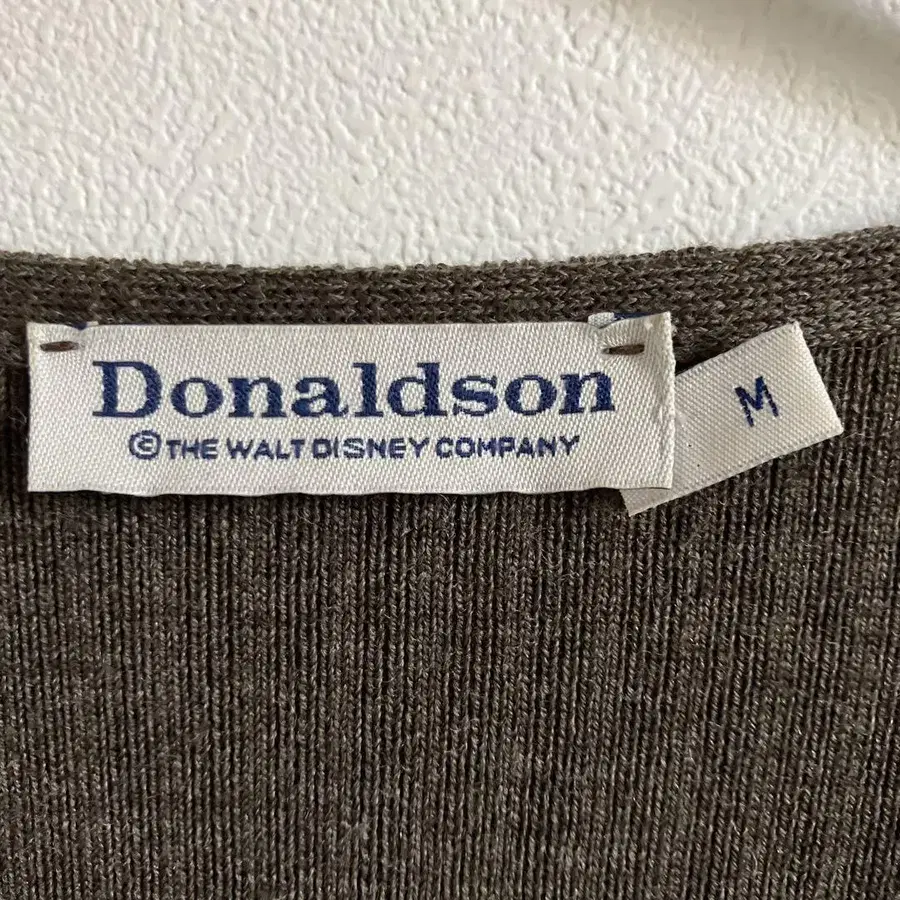 Donaldson
© THE WALT DISNEY COMPANY
M